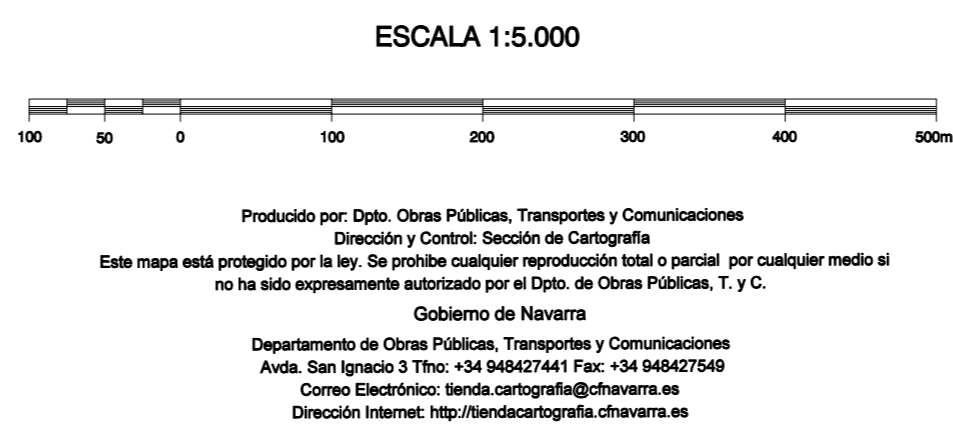 ESCALA 1:5.000
100 50 0 100 200 300 400 500m
Producido por: Dpto. Obras Públicas, Transportes y Comunicaciones
Dirección y Control: Sección de Cartografía
Este mapa está protegido por la ley. Se prohibe cualquier reproducción total o parcial por cualquier medio si
no ha sido expresamente autorizado por el Dpto. de Obras Públicas, T. y C.
Gobierno de Navarra
Departamento de Obras Públicas, Transportes y Comunicaciones
Avda. San Ignacio 3 Tfno: +34 948427441 Fax: +34 948427549
Correo Electrónico: tienda.cartografia@cfnavarra.es
Dirección Internet: http://tiendacartografia.cfnavarra.es